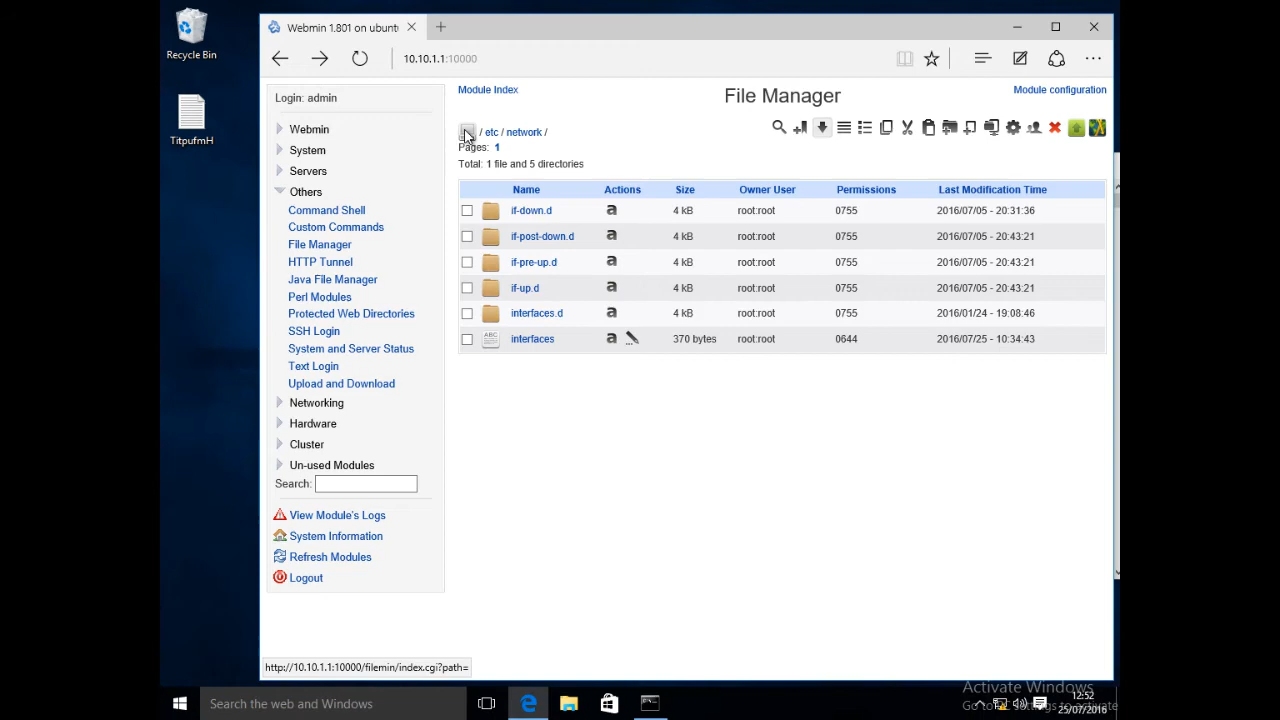 Recycle Bin
TitpufmH
Webmin 1.801 on ubunt
10.10.1.1:10000
Login: admin
Webmin
System
Servers
Others
Command Shell
Custom Commands
File Manager
HTTP Tunnel
Java File Manager
Perl Modules
Protected Web Directories
SSH Login
System and Server Status
Text Login
Upload and Download
Networking
Hardware
Cluster
Un-used Modules
Search:
View Module's Logs
System Information
Refresh Modules
Logout
Module Index
File Manager
Module configuration
/ etc / network /
Pages: 1
Total: 1 file and 5 directories
Name Actions Size Owner User Permissions Last Modification Time
if-down.d a 4 kB root:root 0755 2016/07/05 - 20:31:36
if-post-down.d a 4 kB root:root 0755 2016/07/05 - 20:43:21
if-pre-up.d a 4 kB root:root 0755 2016/07/05 - 20:43:21
if-up.d a 4 kB root:root 0755 2016/07/05 - 20:43:21
interfaces.d a 4 kB root:root 0755 2016/01/24 - 19:08:46
ABC interfaces a 370 bytes root:root 0644 2016/07/25 - 10:34:43
http://10.10.1.1:10000/filemin/index.cgi?path=
Activate Windows
Go to Settings to activate
Search the web and Windows
12:52
25/07/2016